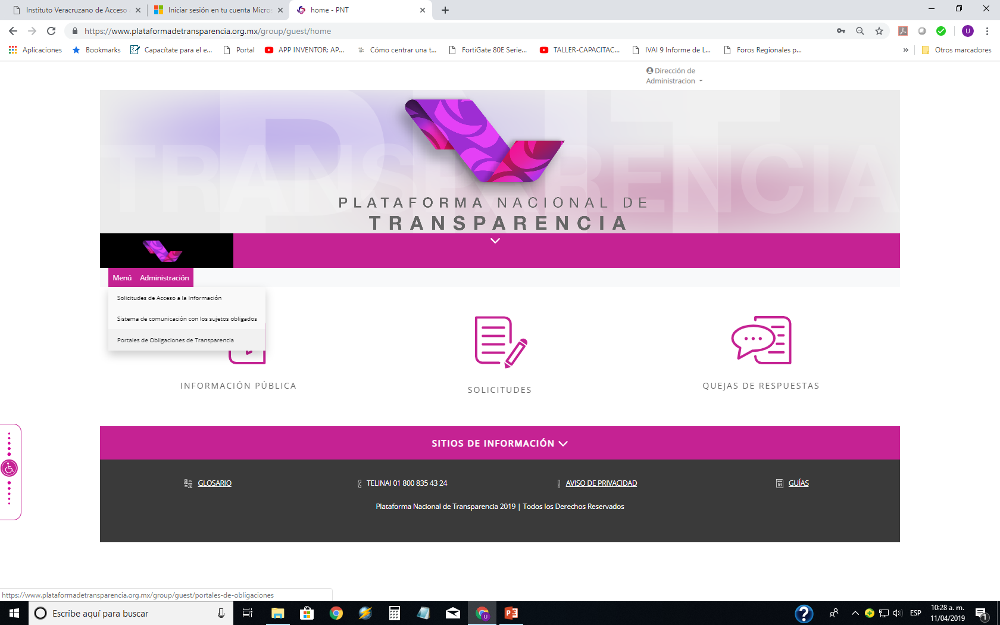 Instituto Veracruzano de Acceso
Iniciar sesión en tu cuenta Micros
home - PNT
https://www.plataformadetransparencia.org.mx/group/guest/home
U
Aplicaciones
Bookmarks
Capacítate para el e...
Portal
APP INVENTOR: AP...
Cómo centrar una t...
FortiGate 80E Serie...
TALLER-CAPACITAC...
IVAI 9 Informe de L...
Foros Regionales p...
»
Otros marcadores
Dirección de
Administracion
PNT
TRANSPARENCIA
PLATAFORMA NACIONAL DE
TRANSPARENCIA
Menú
Administración
Solicitudes de Acceso a la Información
Sistema de comunicación con los sujetos obligados
Portales de Obligaciones de Transparencia
INFORMACIÓN PÚBLICA
SOLICITUDES
QUEJAS DE RESPUESTAS
SITIOS DE INFORMACIÓN
GLOSARIO
TELINAI 01 800 835 43 24
AVISO DE PRIVACIDAD
GUÍAS
Plataforma Nacional de Transparencia 2019 | Todos los Derechos Reservados
https://www.plataformadetransparencia.org.mx/group/guest/portales-de-obligaciones
Escribe aquí para buscar
ESP
10:28 a. m.
11/04/2019
1